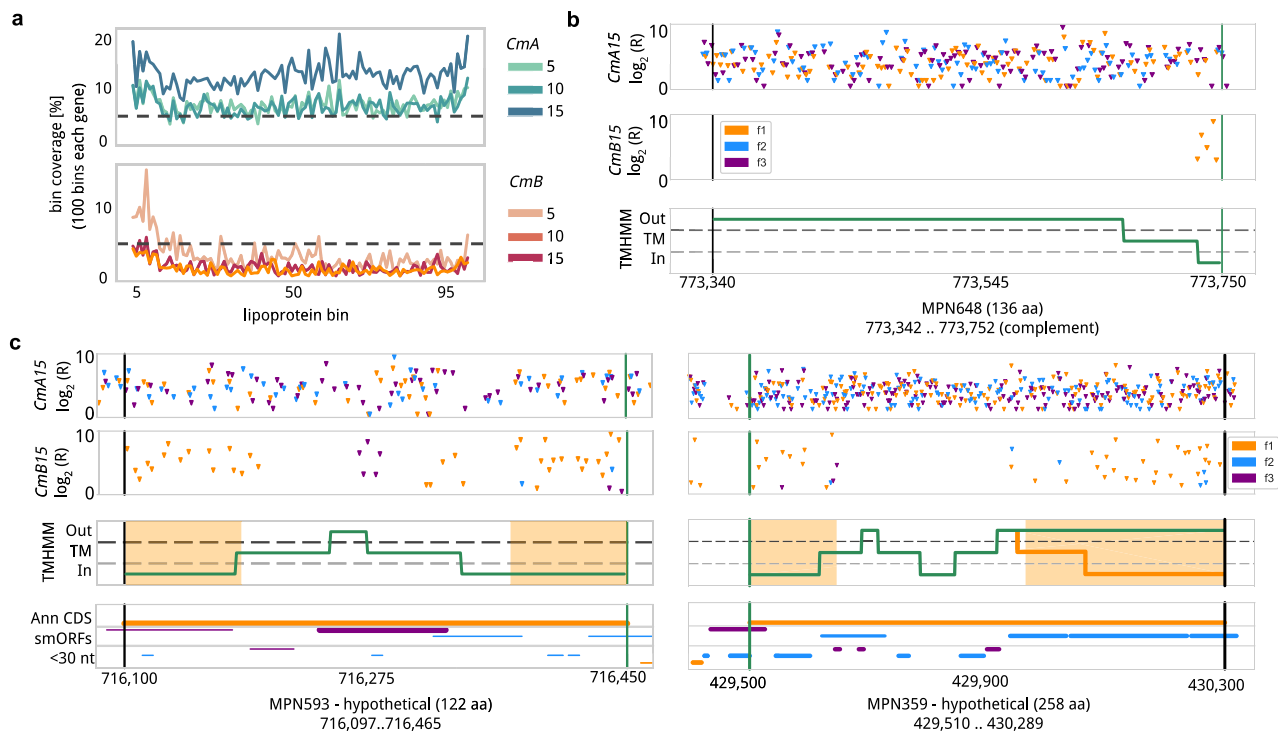 a
bin coverage [%]
(100 bins each gene)
20
10
0
10
0
5
50
95
lipoprotein bin
CmA
5
10
15
CmB
5
10
15
b
CmA15
log2 (R)
10
0
CmB15
log2 (R)
10
0
f1
f2
f3
TMHMM
Out
TM
In
773,340
773,545
773,750
MPN648 (136 aa)
773,342 .. 773,752 (complement)
c
CmA15
log2 (R)
10
0
CmB15
log2 (R)
10
0
TMHMM
Out
TM
In
Ann CDS
smORFs
<30 nt
716,100
716,275
716,450
MPN593 - hypothetical (122 aa)
716,097..716,465
f1
f2
f3
429,500
429,900
430,300
MPN359 - hypothetical (258 aa)
429,510 .. 430,289